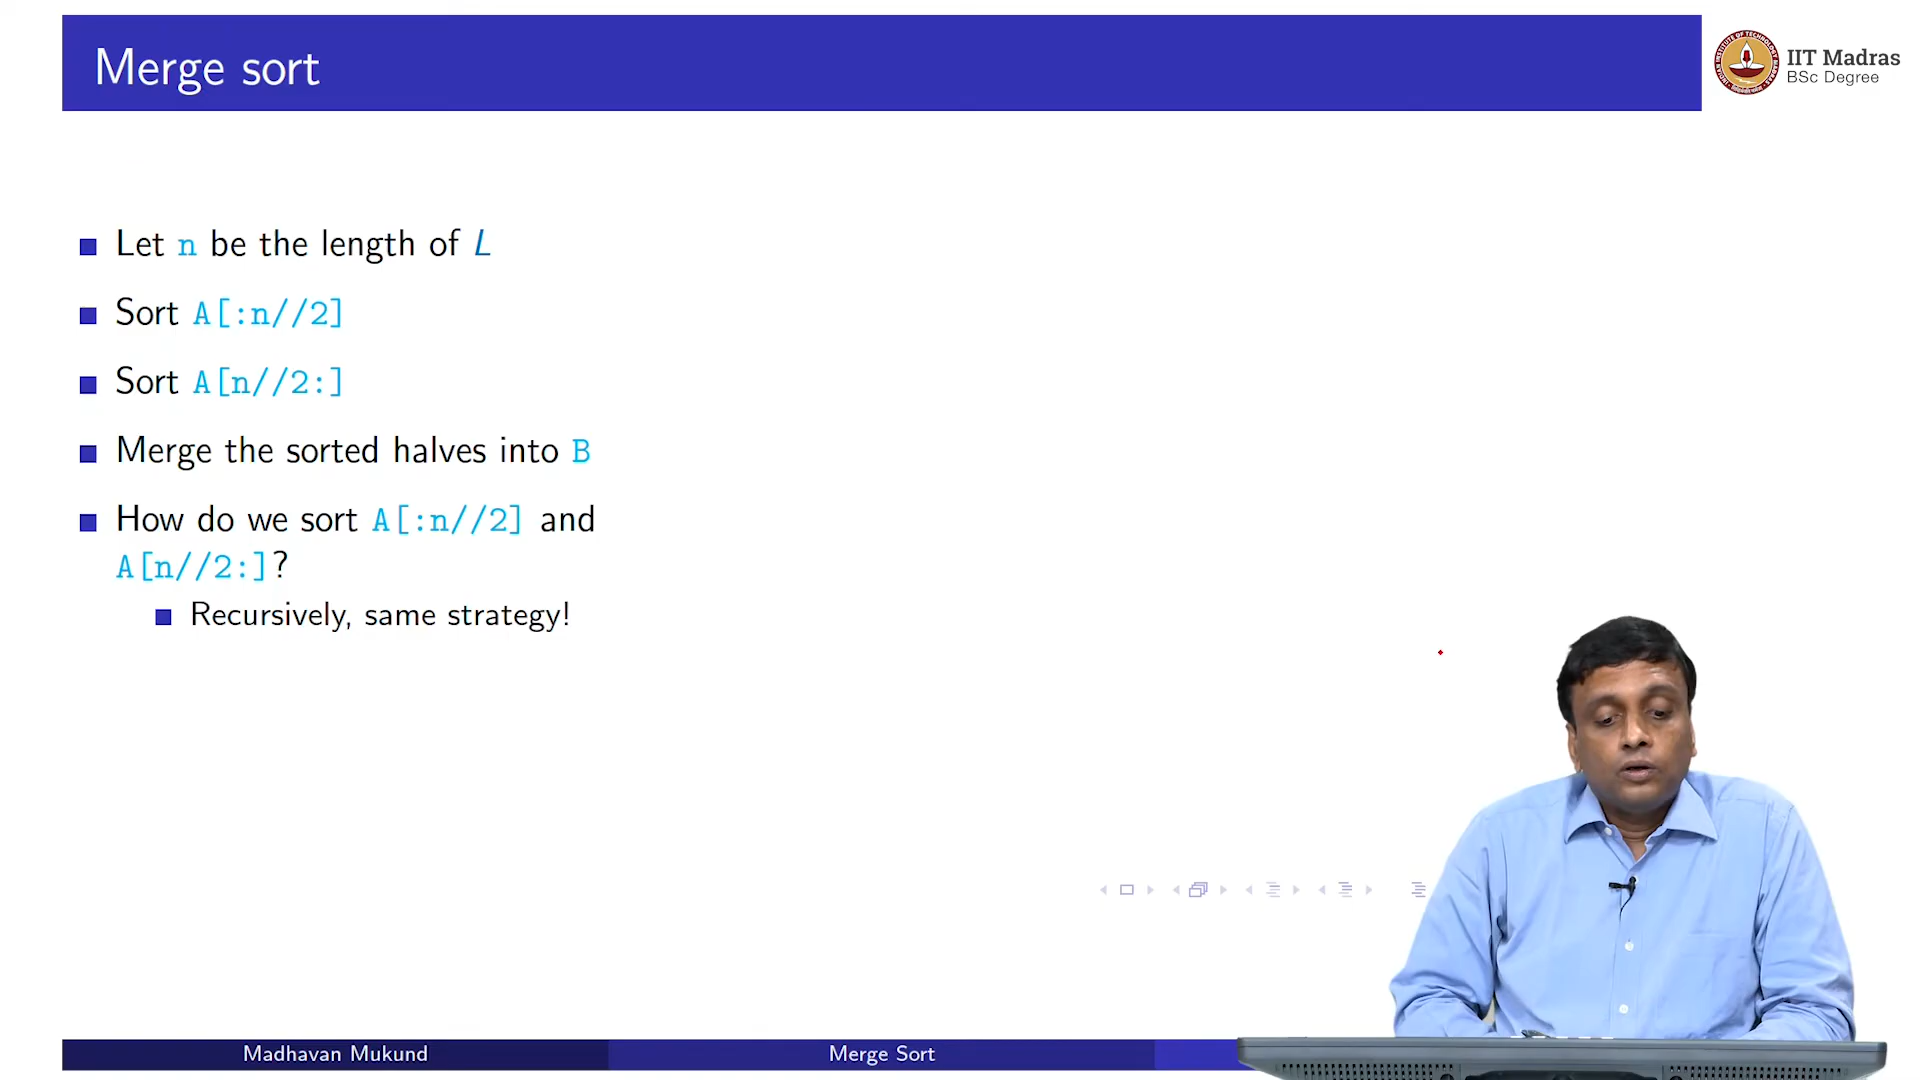 Merge sort
IIT Madras
BSc Degree
Let n be the length of L
Sort A[:n//2]
Sort A[n//2:]
Merge the sorted halves into B
How do we sort A[:n//2] and
A[n//2:]?
Recursively, same strategy!
Madhavan Mukund
Merge Sort